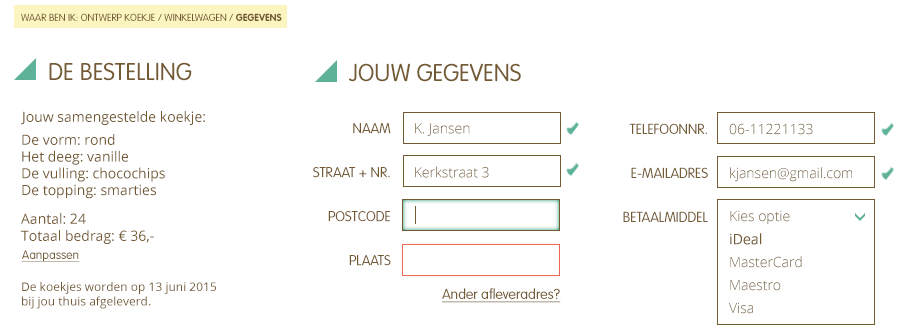 WAAR BEN IK: ONTWERP KOEKJE / WINKELWAGEN / GEGEVENS
DE BESTELLING
Jouw samengestelde koekje:
De vorm: rond
Het deeg: vanille
De vulling: chocochips
De topping: smarties
Aantal: 24
Totaal bedrag: € 36,-
Aanpassen
De koekjes worden op 13 juni 2015
bij jou thuis afgeleverd.
JOUW GEGEVENS
NAAM K. Jansen
STRAAT + NR. Kerkstraat 3
POSTCODE
PLAATS
Ander afleveradres?
TELEFOONNR. 06-11221133
E-MAILADRES kjansen@gmail.com
BETAALMIDDEL Kies optie
iDeal
MasterCard
Maestro
Visa